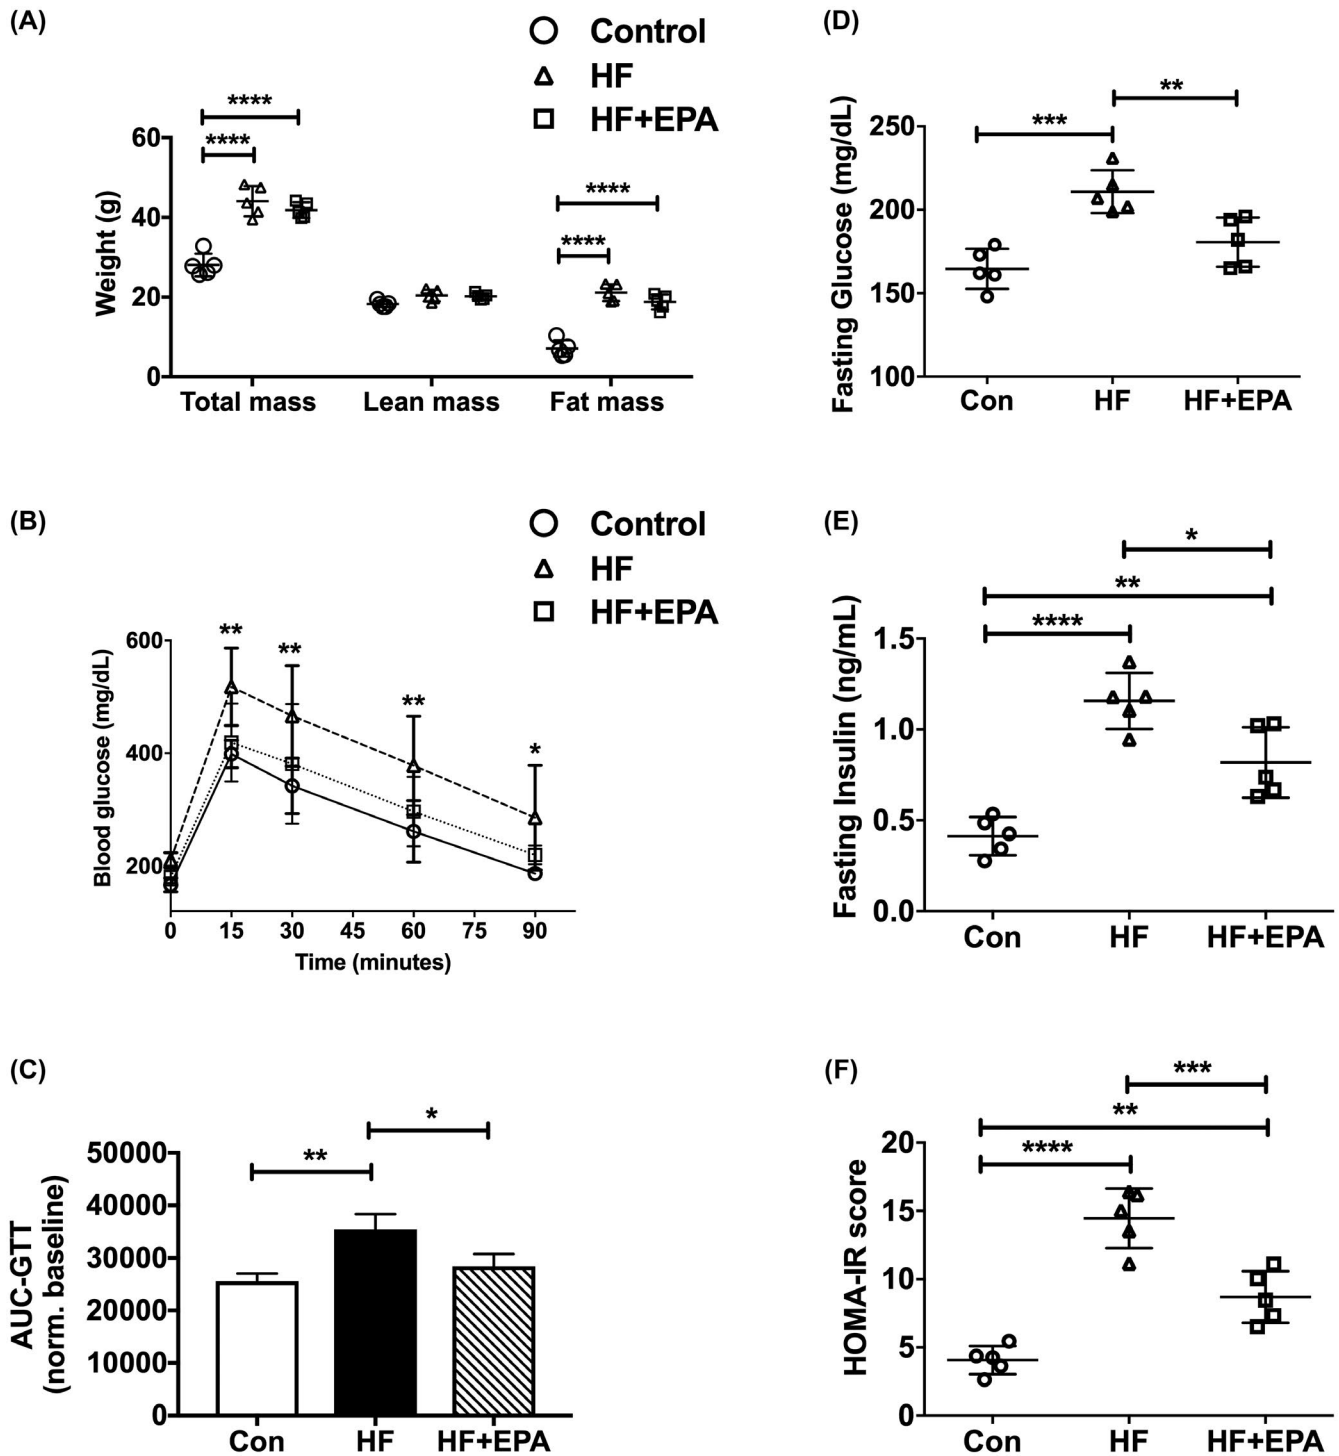 (A)
Control
HF
HF+EPA
****
****
****
****
Weight (g)
60
40
20
0
Total mass Lean mass Fat mass
(B)
Control
HF
HF+EPA
** ** ** *
Blood glucose (mg/dL)
600
400
200
0 15 30 45 60 75 90
Time (minutes)
(C)
*
**
AUC-GTT
(norm. baseline)
50000
40000
30000
20000
10000
0
Con HF HF+EPA
(D)
**
***
Fasting Glucose (mg/dL)
250
200
150
100
Con HF HF+EPA
(E)
*
**
****
Fasting Insulin (ng/mL)
1.5
1.0
0.5
0.0
Con HF HF+EPA
(F)
***
**
****
HOMA-IR score
20
15
10
5
0
Con HF HF+EPA